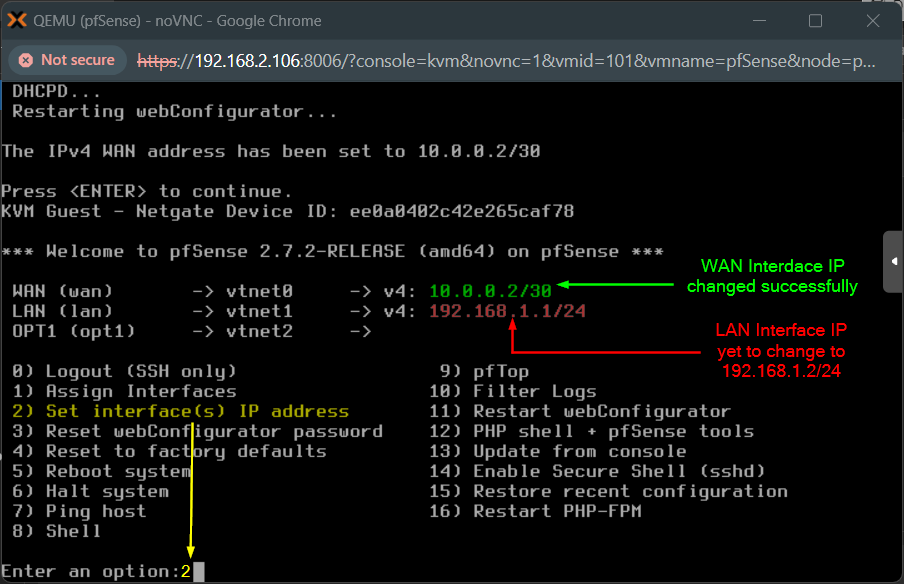 QEMU (pfSense) - noVNC - Google Chrome
Not secure https://192.168.2.106:8006/?console=kvm&novnc=1&vmid=101&vmname=pfSense&node=p...
DHCPD...
Restarting webConfigurator...
The IPv4 WAN address has been set to 10.0.0.2/30
Press <ENTER> to continue.
KVM Guest - Netgate Device ID: ee0a0402c42e265caf78
*** Welcome to pfSense 2.7.2-RELEASE (amd64) on pfSense ***
WAN (wan) -> vtnet0 -> v4: 10.0.0.2/30
LAN (lan) -> vtnet1 -> v4: 192.168.1.1/24
OPT1 (opt1) -> vtnet2 ->
WAN Interdace IP
changed successfully
LAN Interface IP
yet to change to
192.168.1.2/24
0) Logout (SSH only) 9) pfTop
1) Assign Interfaces 10) Filter Logs
2) Set interface(s) IP address 11) Restart webConfigurator
3) Reset webConfigurator password 12) PHP shell + pfSense tools
4) Reset to factory defaults 13) Update from console
5) Reboot system 14) Enable Secure Shell (sshd)
6) Halt system 15) Restore recent configuration
7) Ping host 16) Restart PHP-FPM
8) Shell
Enter an option:2